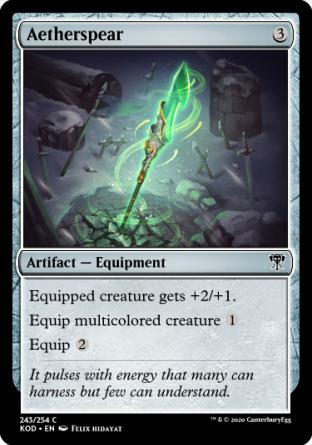 Aetherspear 3
Artifact — Equipment
Equipped creature gets +2/+1.
Equip multicolored creature 1
Equip 2
It pulses with energy that many can
harness but few can understand.
243/254 C
KOD • EN Felix hidayat
™ & © 2020 CanterburyEgg